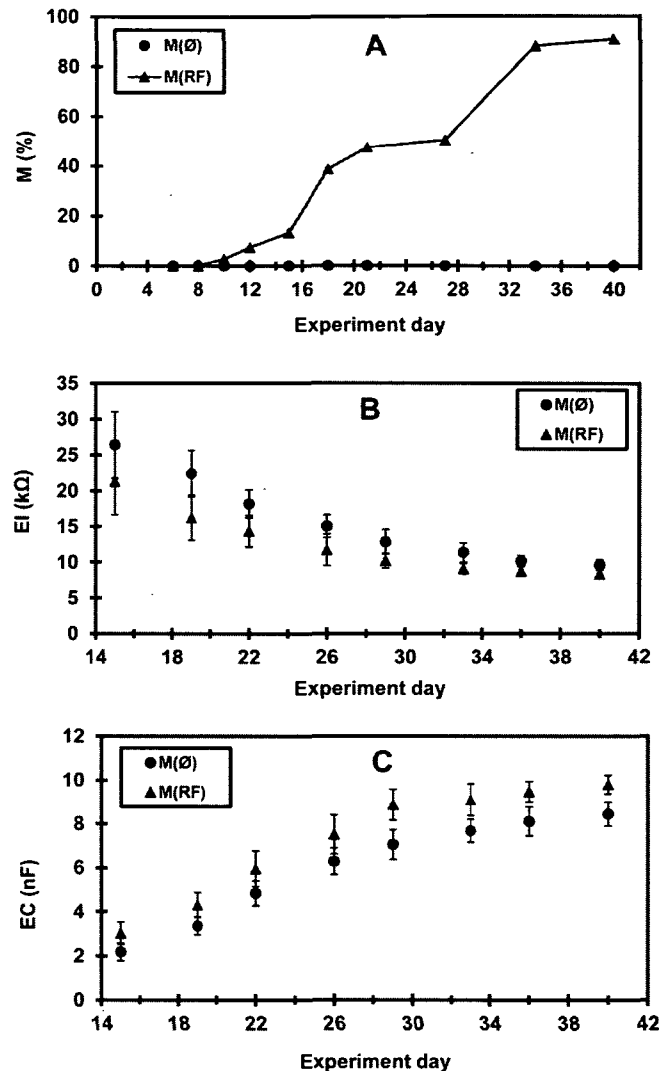 100
80
60
40
20
0
M (%)
M(Ø)
M(RF)
A
0 4 8 12 16 20 24 28 32 36 40
Experiment day
35
30
25
20
15
10
5
0
EI (kΩ)
B
M(Ø)
M(RF)
14 18 22 26 30 34 38 42
Experiment day
12
10
8
6
4
2
0
EC (nF)
M(Ø)
M(RF)
C
14 18 22 26 30 34 38 42
Experiment day